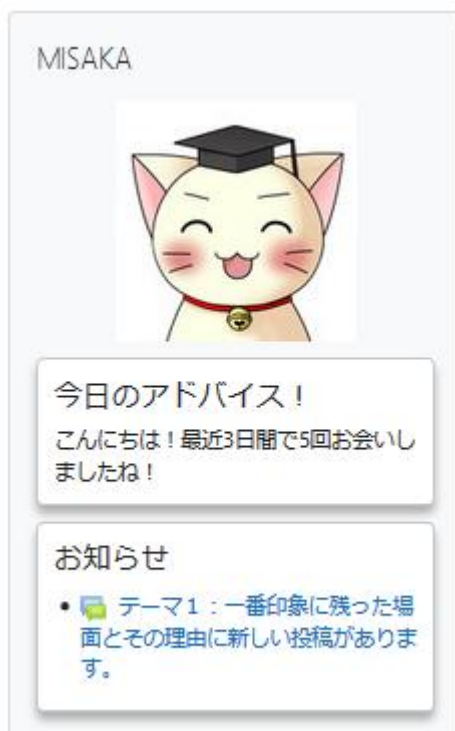 MISAKA
今日のアドバイス！
こんにちは！最近3日間で5回お会いし
ましたね！
お知らせ
テーマ１：一番印象に残った場
面とその理由に新しい投稿がありま
す。